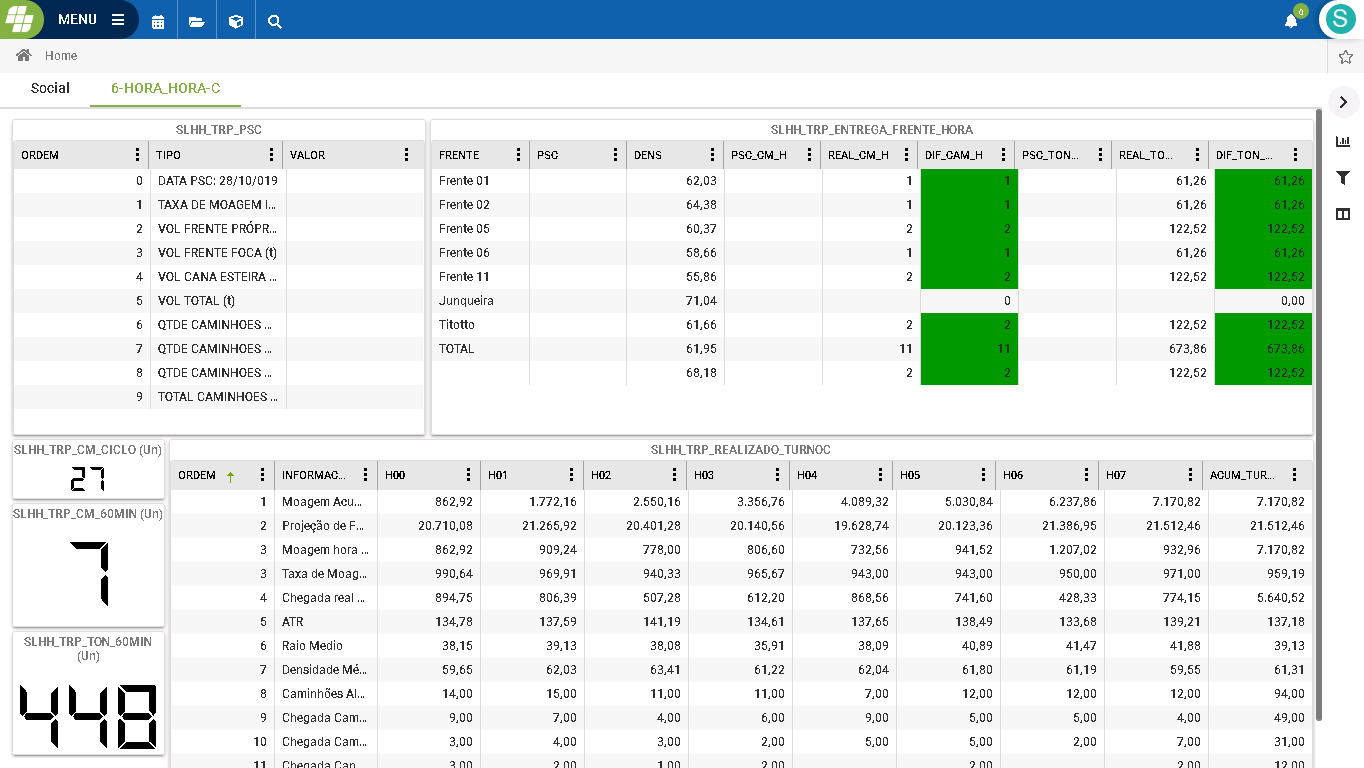 MENU
0
S
Home
Social 6-HORA_HORA-C
SLHH_TRP_PSC
ORDEM TIPO VALOR
0 DATA PSC: 28/10/019
1 TAXA DE MOAGEM I...
2 VOL FRENTE PRÓPR...
3 VOL FRENTE FOCA (t)
4 VOL CANA ESTEIRA ...
5 VOL TOTAL (t)
6 QTDE CAMINHOES ...
7 QTDE CAMINHOES ...
8 QTDE CAMINHOES ...
9 TOTAL CAMINHOES ...
SLHH_TRP_ENTREGA_FRENTE_HORA
FRENTE PSC DENS PSC_CM_H REAL_CM_H DIF_CAM_H PSC_TON... REAL_TO... DIF_TON_...
Frente 01 62,03 1 1 61,26 61,26
Frente 02 64,38 1 1 61,26 61,26
Frente 05 60,37 2 2 122,52 122,52
Frente 06 58,66 1 1 61,26 61,26
Frente 11 55,86 2 2 122,52 122,52
Junqueira 71,04 0 0,00
Titotto 61,66 2 2 122,52 122,52
TOTAL 61,95 11 11 673,86 673,86
68,18 2 2 122,52 122,52
SLHH_TRP_CM_CICLO (Un)
27
SLHH_TRP_CM_60MIN (Un)
7
SLHH_TRP_TON_60MIN
(Un)
448
SLHH_TRP_REALIZADO_TURNOC
ORDEM INFORMAC... H00 H01 H02 H03 H04 H05 H06 H07 ACUM_TUR...
1 Moagem Acu... 862,92 1.772,16 2.550,16 3.356,76 4.089,32 5.030,84 6.237,86 7.170,82 7.170,82
2 Projeção de F... 20.710,08 21.265,92 20.401,28 20.140,56 19.628,74 20.123,36 21.386,95 21.512,46 21.512,46
3 Moagem hora ... 862,92 909,24 778,00 806,60 732,56 941,52 1.207,02 932,96 7.170,82
3 Taxa de Moag... 990,64 969,91 940,33 965,67 943,00 943,00 950,00 971,00 959,19
4 Chegada real ... 894,75 806,39 507,28 612,20 868,56 741,60 428,33 774,15 5.640,52
5 ATR 134,78 137,59 141,19 134,61 137,65 138,49 133,68 139,21 137,18
6 Raio Medio 38,15 39,13 38,08 35,91 38,09 40,89 41,47 41,88 39,13
7 Densidade Mé... 59,65 62,03 63,41 61,22 62,04 61,80 61,19 59,55 61,31
8 Caminhões Al... 14,00 15,00 11,00 11,00 7,00 12,00 12,00 12,00 94,00
9 Chegada Cam... 9,00 7,00 4,00 6,00 9,00 5,00 5,00 4,00 49,00
10 Chegada Cam... 3,00 4,00 3,00 2,00 5,00 5,00 2,00 7,00 31,00
11 Chegada Can... 3,00 2,00 1,00 2,00 2,00 2,00 12,00